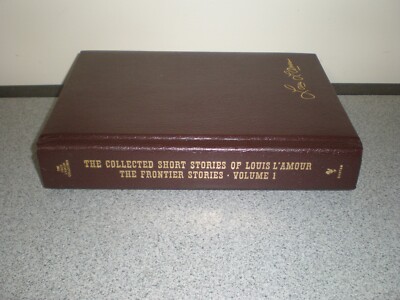 THE COLLECTED SHORT STORIES OF LOUIS L'AMOUR
THE FRONTIER STORIES · VOLUME 1